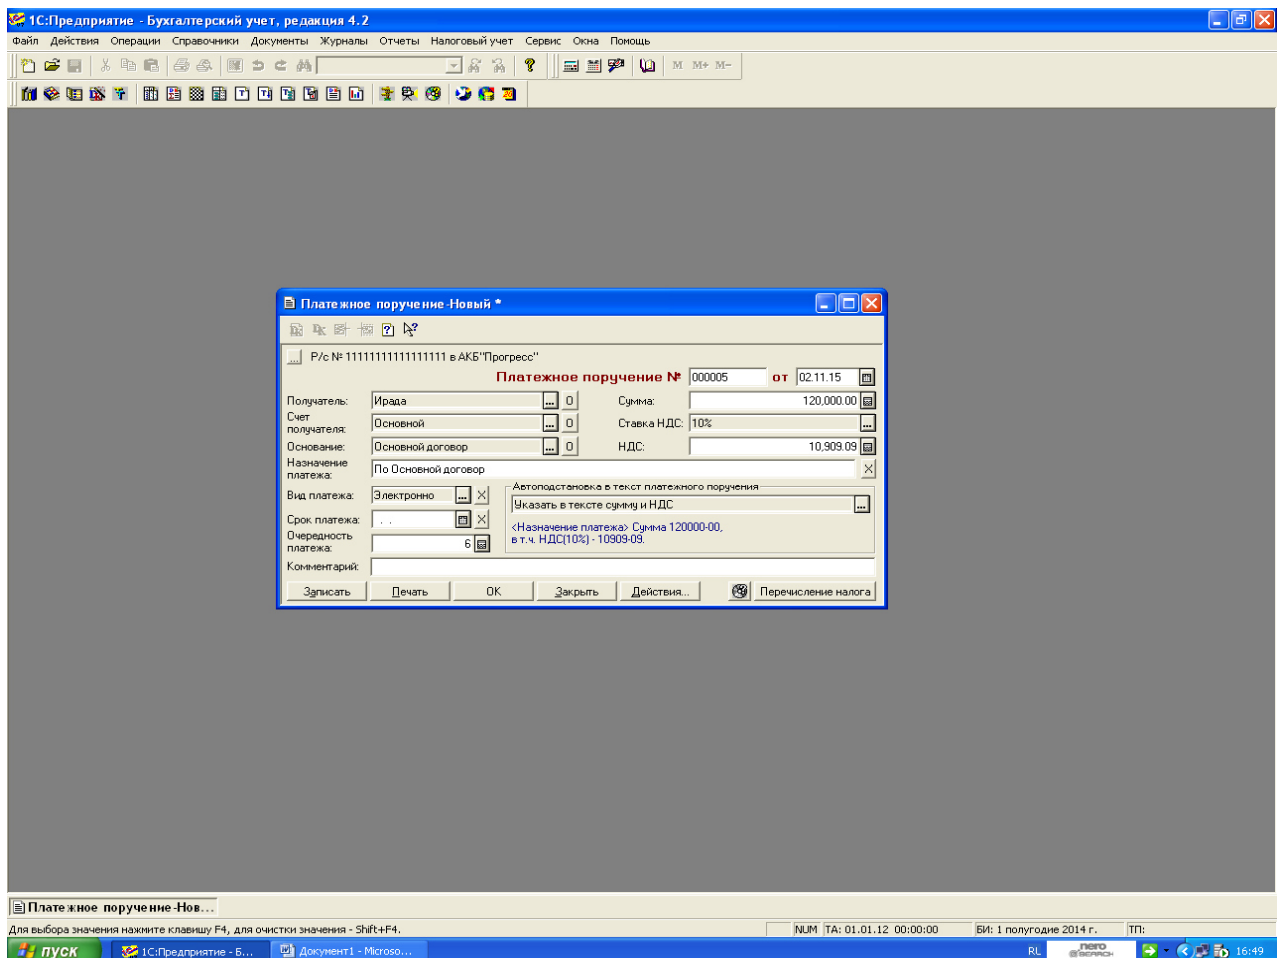 1С:Предприятие - Бухгалтерский учет, редакция 4.2
Файл Действия Операции Справочники Документы Журналы Отчеты Налоговый учет Сервис Окна Помощь
M M+ M-
Платежное поручение-Новый *
... Р/с № 11111111111111111 в АКБ"Прогресс"
Платежное поручение № 000005 от 02.11.15
Получатель: Ирада ... 0 Сумма: 120,000.00
Счет получателя: Основной ... 0 Ставка НДС: 10% ...
Основание: Основной договор ... 0 НДС: 10,909.09
Назначение платежа: По Основной договор X
Вид платежа: Электронно ... X Автоподстановка в текст платежного поручения
Указать в тексте сумму и НДС ...
Срок платежа: . . X
<Назначение платежа> Сумма 120000-00,
в т.ч. НДС(10%) - 10909-09.
Очередность платежа: 6
Комментарий:
Записать Печать OK Закрыть Действия... Перечисление налога
Платежное поручение-Нов...
Для выбора значения нажмите клавишу F4, для очистки значения - Shift+F4. NUM TA: 01.01.12 00:00:00 БИ: 1 полугодие 2014 г. ТП:
пуск 1С:Предприятие - Б... Документ1 - Microso... RL nero SEARCH 16:49